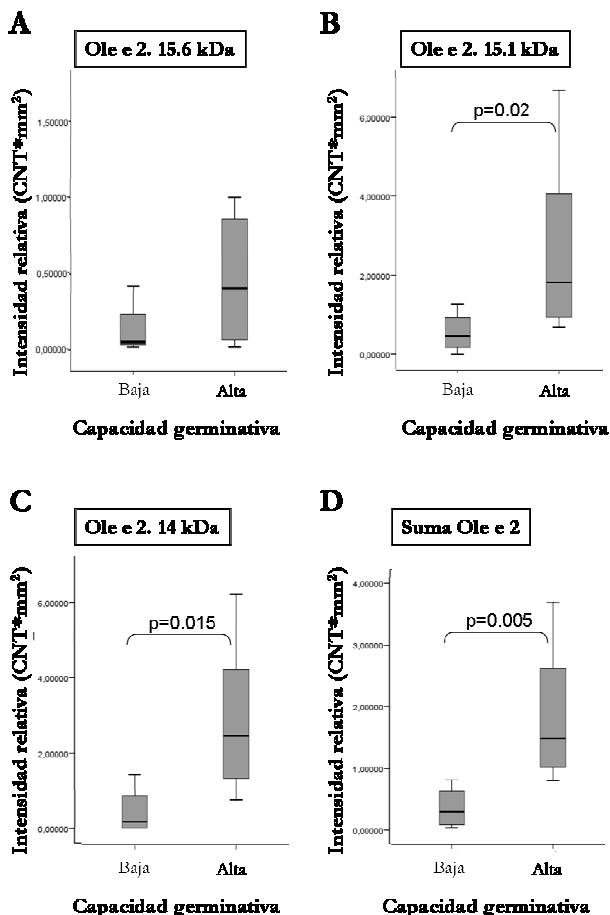 A
Ole e 2. 15.6 kDa
Intensidad relativa (CNT*mm²)
1,50000
1,00000
0,50000
0,00000
Baja
Alta
Capacidad germinativa
B
Ole e 2. 15.1 kDa
Intensidad relativa (CNT*mm²)
p=0.02
6,00000
4,00000
2,00000
0,00000
Baja
Alta
Capacidad germinativa
C
Ole e 2. 14 kDa
Intensidad relativa (CNT*mm²)
p=0.015
6,00000
4,00000
2,00000
0,00000
Baja
Alta
Capacidad germinativa
D
Suma Ole e 2
Intensidad relativa (CNT*mm²)
p=0.005
4,00000
3,00000
2,00000
1,00000
0,00000
Baja
Alta
Capacidad germinativa